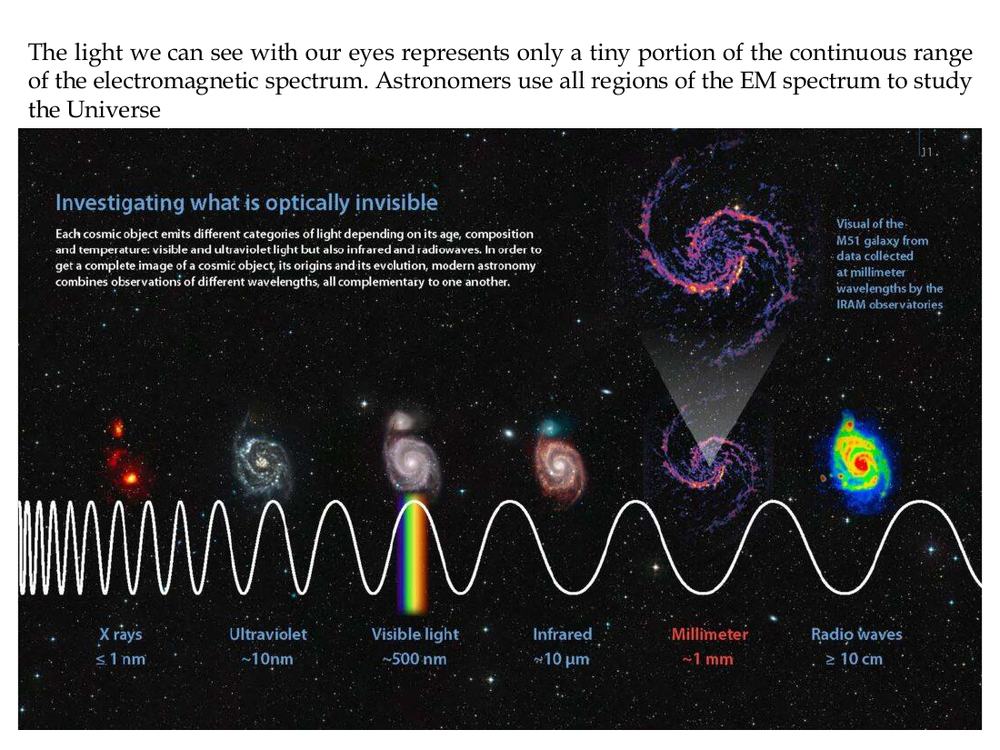 The light we can see with our eyes represents only a tiny portion of the continuous range
of the electromagnetic spectrum. Astronomers use all regions of the EM spectrum to study
the Universe
11
Investigating what is optically invisible
Each cosmic object emits different categories of light depending on its age, composition
and temperature: visible and ultraviolet light but also infrared and radiowaves. In order to
get a complete image of a cosmic object, its origins and its evolution, modern astronomy
combines observations of different wavelengths, all complementary to one another.
Visual of the
M51 galaxy from
data collected
at millimeter
wavelengths by the
IRAM observatories
X rays
≤ 1 nm
Ultraviolet
~10nm
Visible light
~500 nm
Infrared
~10 µm
Millimeter
~1 mm
Radio waves
≥ 10 cm